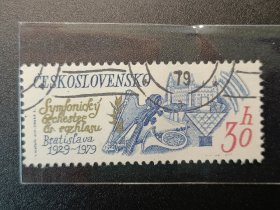 ČESKOSLOVENSKO
79
Symfonický
orchester
čs rozhlasu
Bratislava
1929-1979
30 h